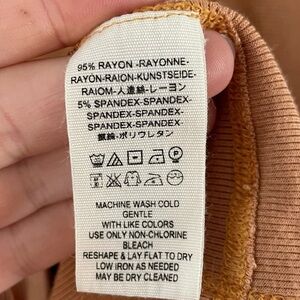 95% RAYON -RAYONNE-
RAYON-RAION-KUNSTSEIDE-
RAIOM-人造絲-レーヨン
5% SPANDEX-SPANDEX-
SPANDEX-SPANDEX-
SPANDEX-SPANDEX-
-ポリウレタン
MACHINE WASH COLD
GENTLE
WITH LIKE COLORS
USE ONLY NON-CHLORINE
BLEACH
RESHAPE & LAY FLAT TO DRY
LOW IRON AS NEEDED
MAY BE DRY CLEANED